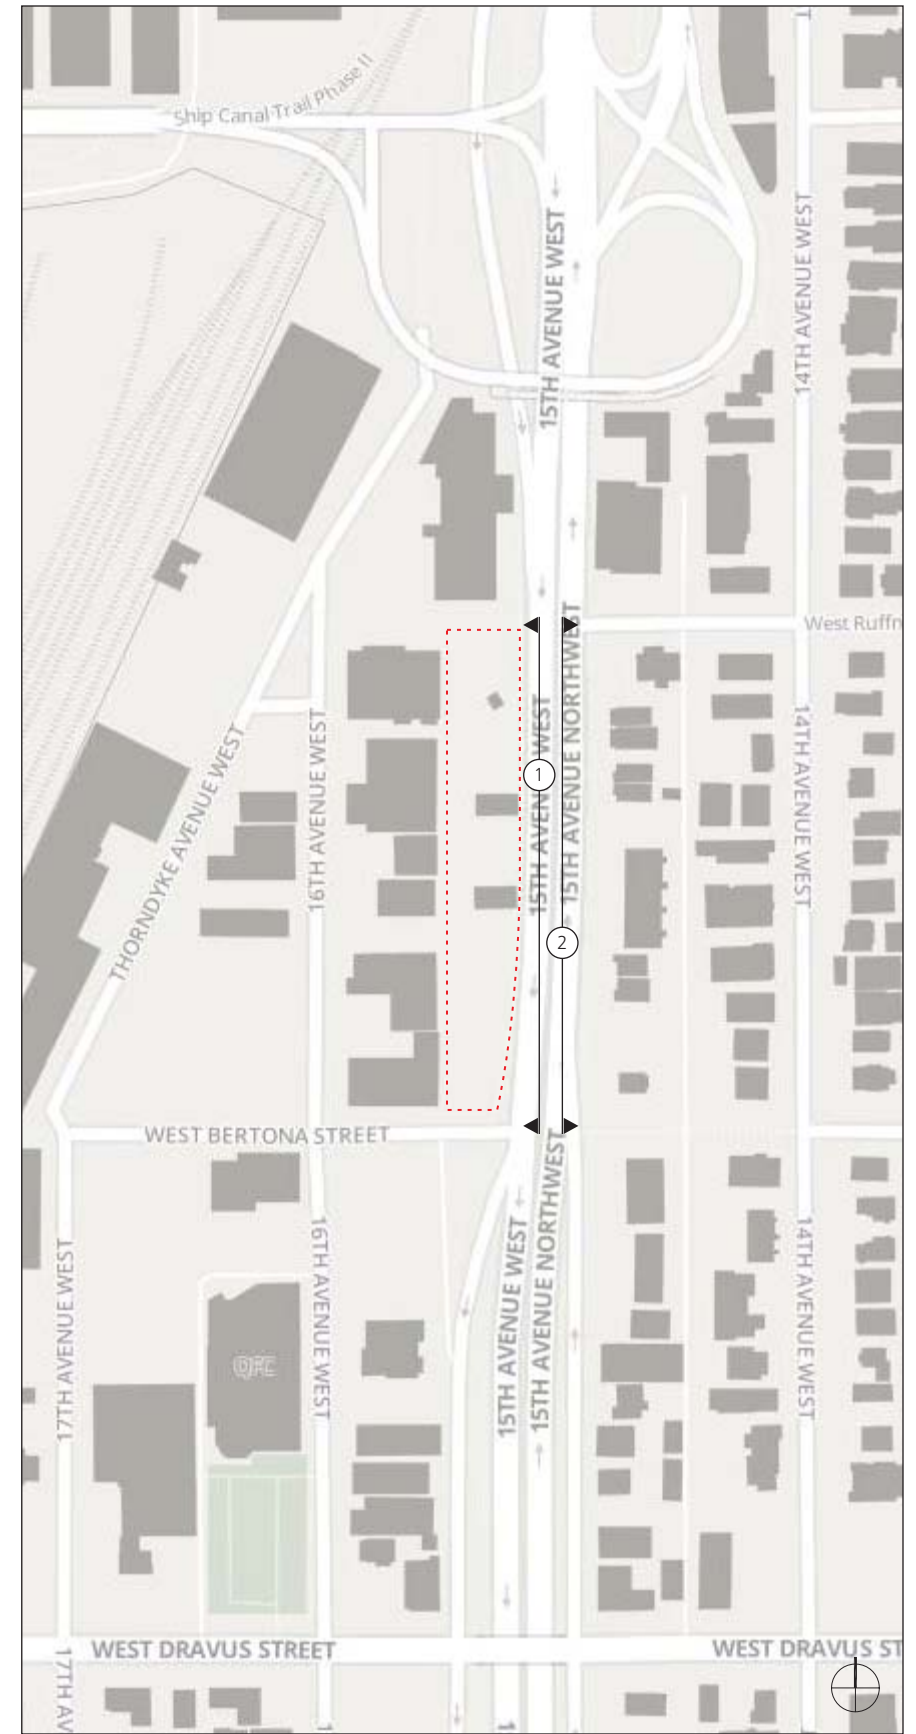 Ship Canal Trail Phase II
15TH AVENUE WEST
14TH AVENUE WEST
West Ruffn
15TH AVENUE WEST
15TH AVENUE NORTHWEST
1
2
16TH AVENUE WEST
THORNDYKE AVENUE WEST
14TH AVENUE WEST
WEST BERTONA STREET
17TH AVENUE WEST
16TH AVENUE WEST
15TH AVENUE WEST
15TH AVENUE NORTHWEST
14TH AVENUE WEST
QFC
WEST DRAVUS STREET
WEST DRAVUS ST
17TH AV
1
1
1